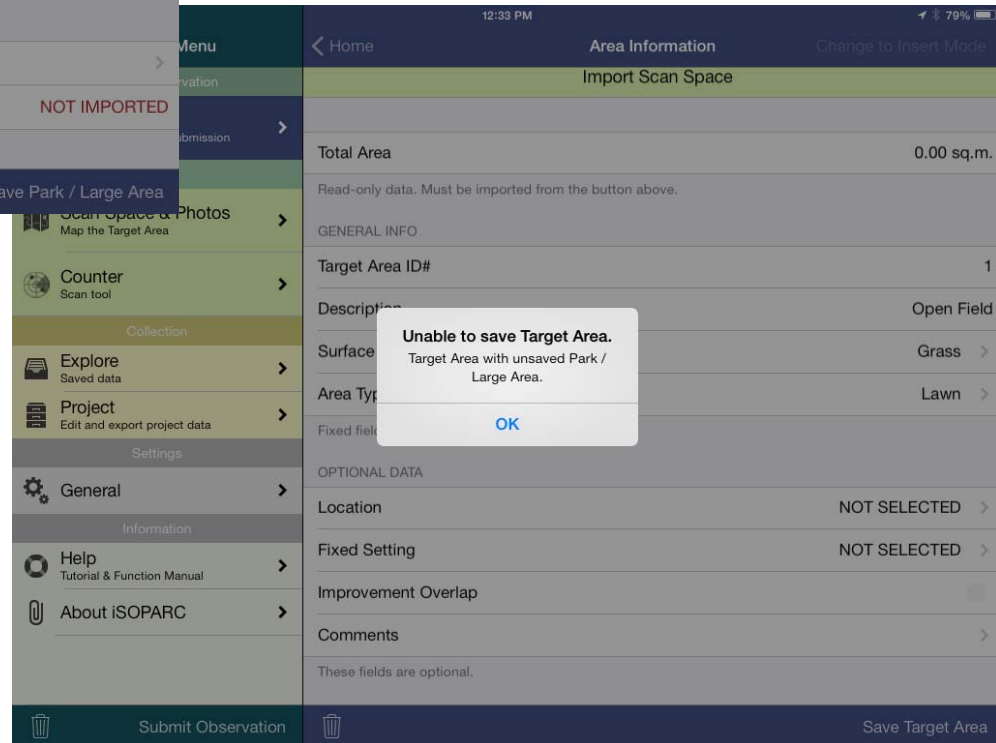 12:33 PM
79%
Menu
Home
Area Information
Change to Insert Mode
Import Scan Space
NOT IMPORTED
Total Area
0.00 sq.m.
Read-only data. Must be imported from the button above.
Park / Large Area
Photos
Map the Target Area
GENERAL INFO
Target Area ID#
1
Counter
Scan tool
Open Field
Unable to save Target Area.
Target Area with unsaved Park /
Large Area.
OK
Collection
Surface
Grass
Explore
Saved data
Lawn
Project
Edit and export project data
Settings
OPTIONAL DATA
General
Location
NOT SELECTED
Information
Fixed Setting
NOT SELECTED
Help
Tutorial & Function Manual
Improvement Overlap
About iSOPARC
Comments
These fields are optional.
Submit Observation
Save Target Area